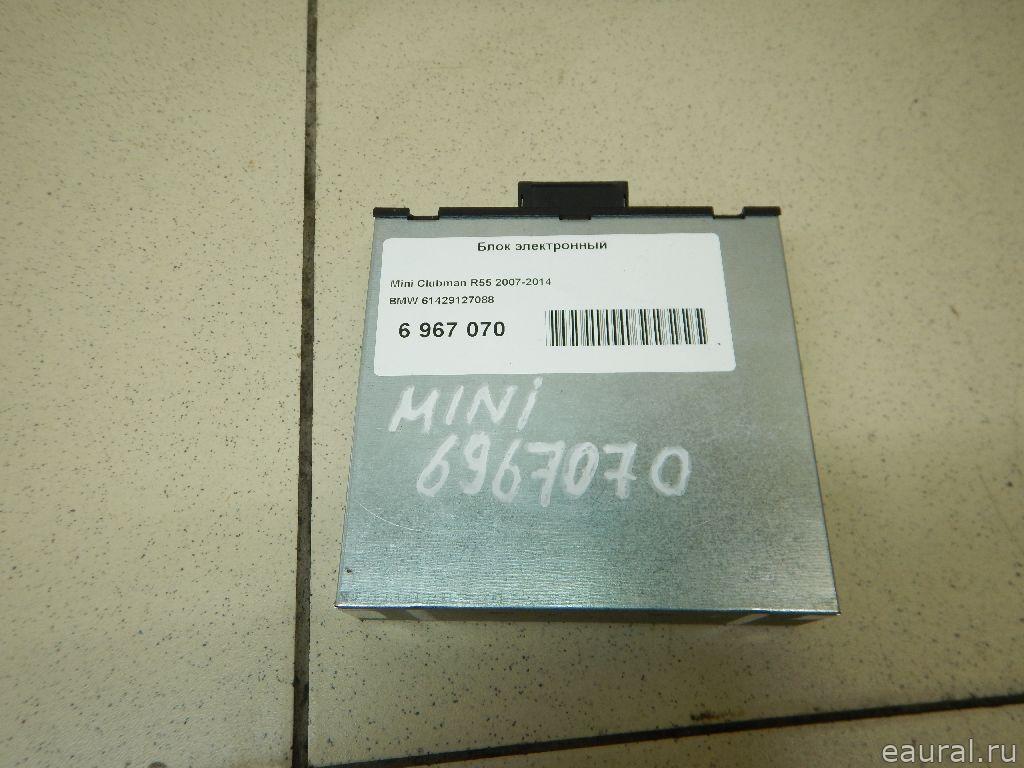 Блок электронный
Mini Clubman R55 2007-2014
BMW 61429127088
6 967 070
MINI
6967070
eaural.ru